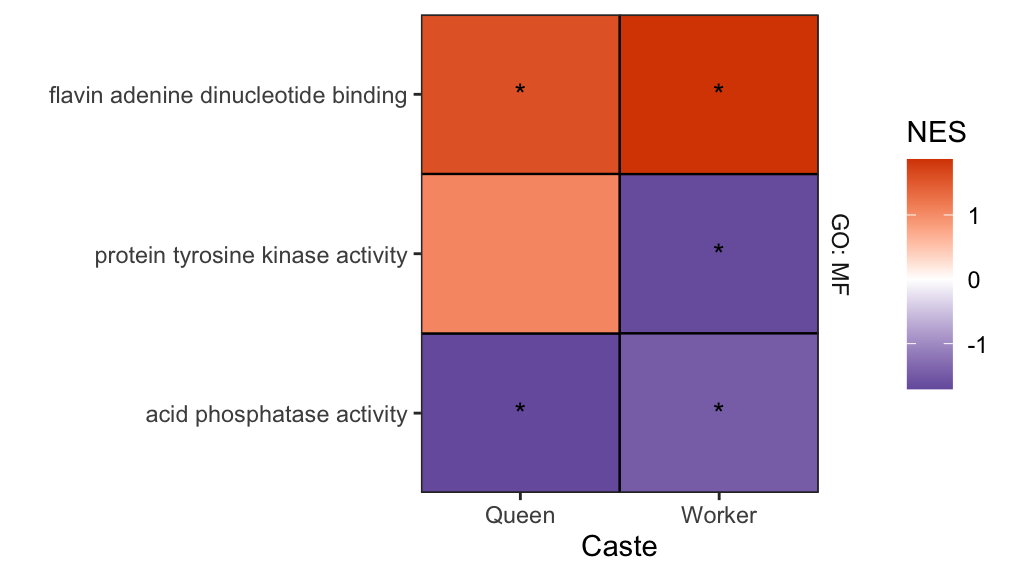 flavin adenine dinucleotide binding
*
*
protein tyrosine kinase activity
*
acid phosphatase activity
*
*
GO: MF
Queen
Worker
Caste
NES
1
0
-1